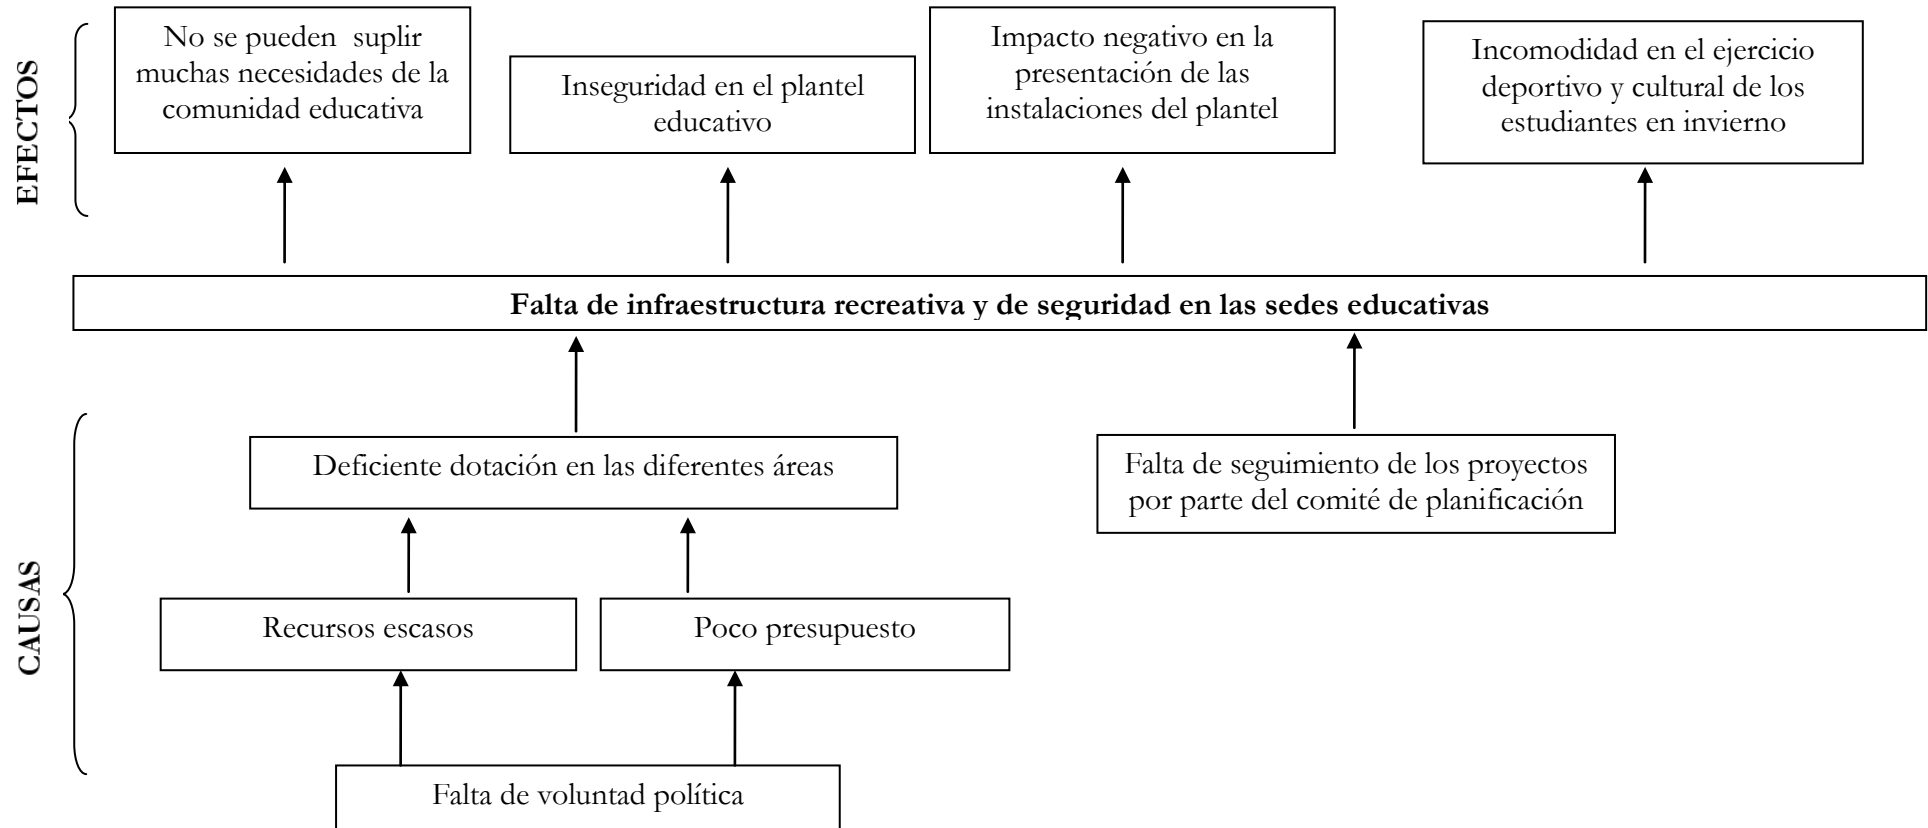 EFECTOS
No se pueden  suplir
muchas necesidades de la
comunidad educativa
Inseguridad en el plantel
educativo
Impacto negativo en la
presentación de las
instalaciones del plantel
Incomodidad en el ejercicio
deportivo y cultural de los
estudiantes en invierno
Falta de infraestructura recreativa y de seguridad en las sedes educativas
CAUSAS
Deficiente dotación en las diferentes áreas
Falta de seguimiento de los proyectos
por parte del comité de planificación
Recursos escasos
Poco presupuesto
Falta de voluntad política